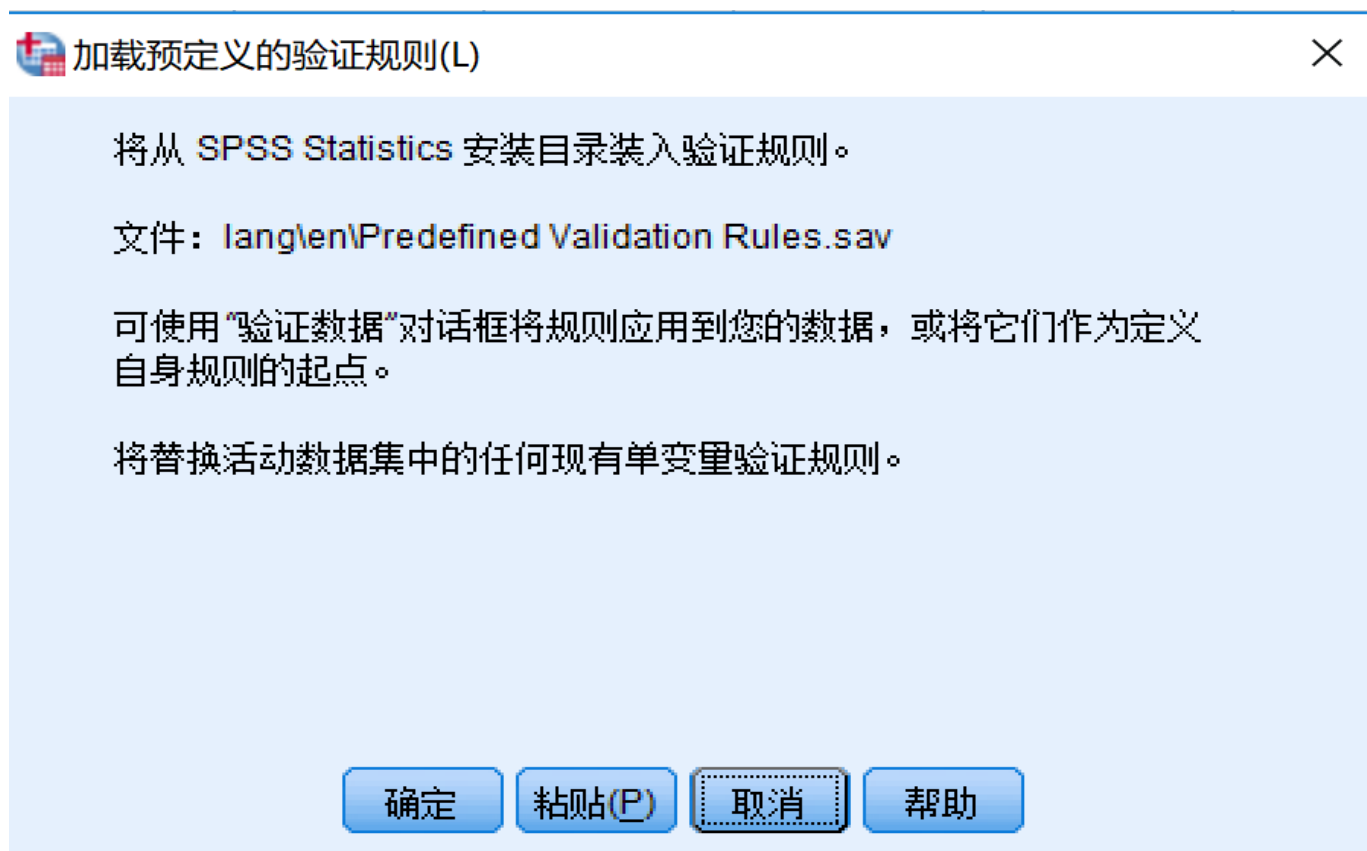 加载预定义的验证规则(L)
将从 SPSS Statistics 安装目录装入验证规则。
文件：lang\en\Predefined Validation Rules.sav
可使用“验证数据”对话框将规则应用到您的数据，或将它们作为定义
自身规则的起点。
将替换活动数据集中的任何现有单变量验证规则。
确定 粘贴(P) 取消 帮助